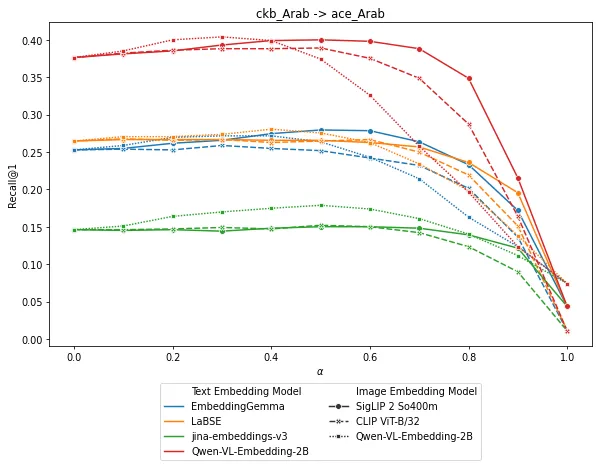 ckb_Arab -> ace_Arab
Recall@1
0.40
0.35
0.30
0.25
0.20
0.15
0.10
0.05
0.00
0.0 0.2 0.4 0.6 0.8 1.0
α
Text Embedding Model Image Embedding Model
EmbeddingGemma SigLIP 2 So400m
LaBSE CLIP ViT-B/32
jina-embeddings-v3 Qwen-VL-Embedding-2B
Qwen-VL-Embedding-2B